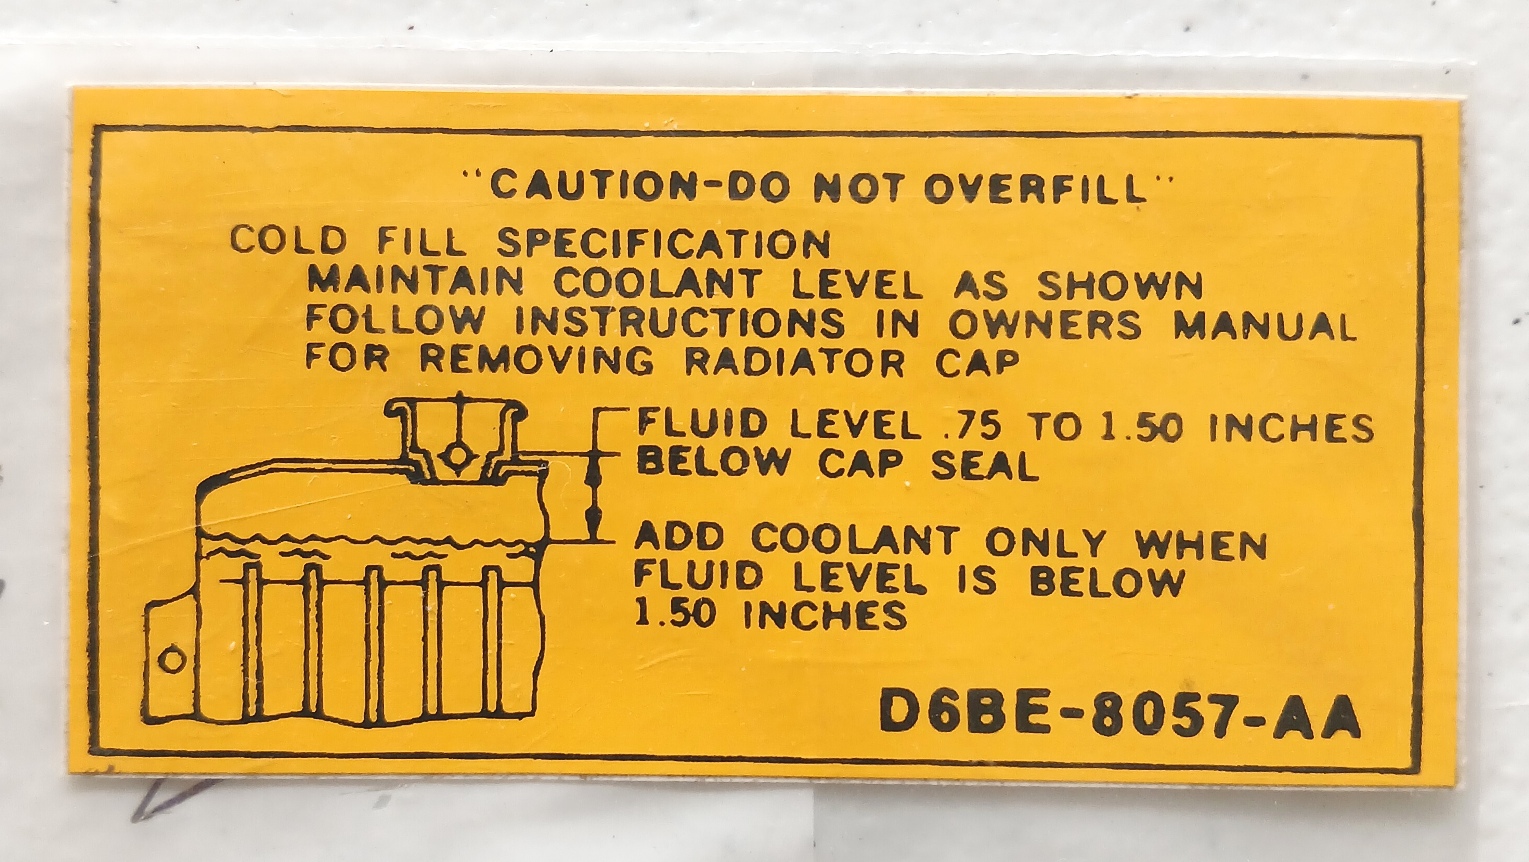 "CAUTION-DO NOT OVERFILL"
COLD FILL SPECIFICATION
MAINTAIN COOLANT LEVEL AS SHOWN
FOLLOW INSTRUCTIONS IN OWNERS MANUAL
FOR REMOVING RADIATOR CAP
FLUID LEVEL .75 TO 1.50 INCHES
BELOW CAP SEAL
ADD COOLANT ONLY WHEN
FLUID LEVEL IS BELOW
1.50 INCHES
D6BE-8057-AA